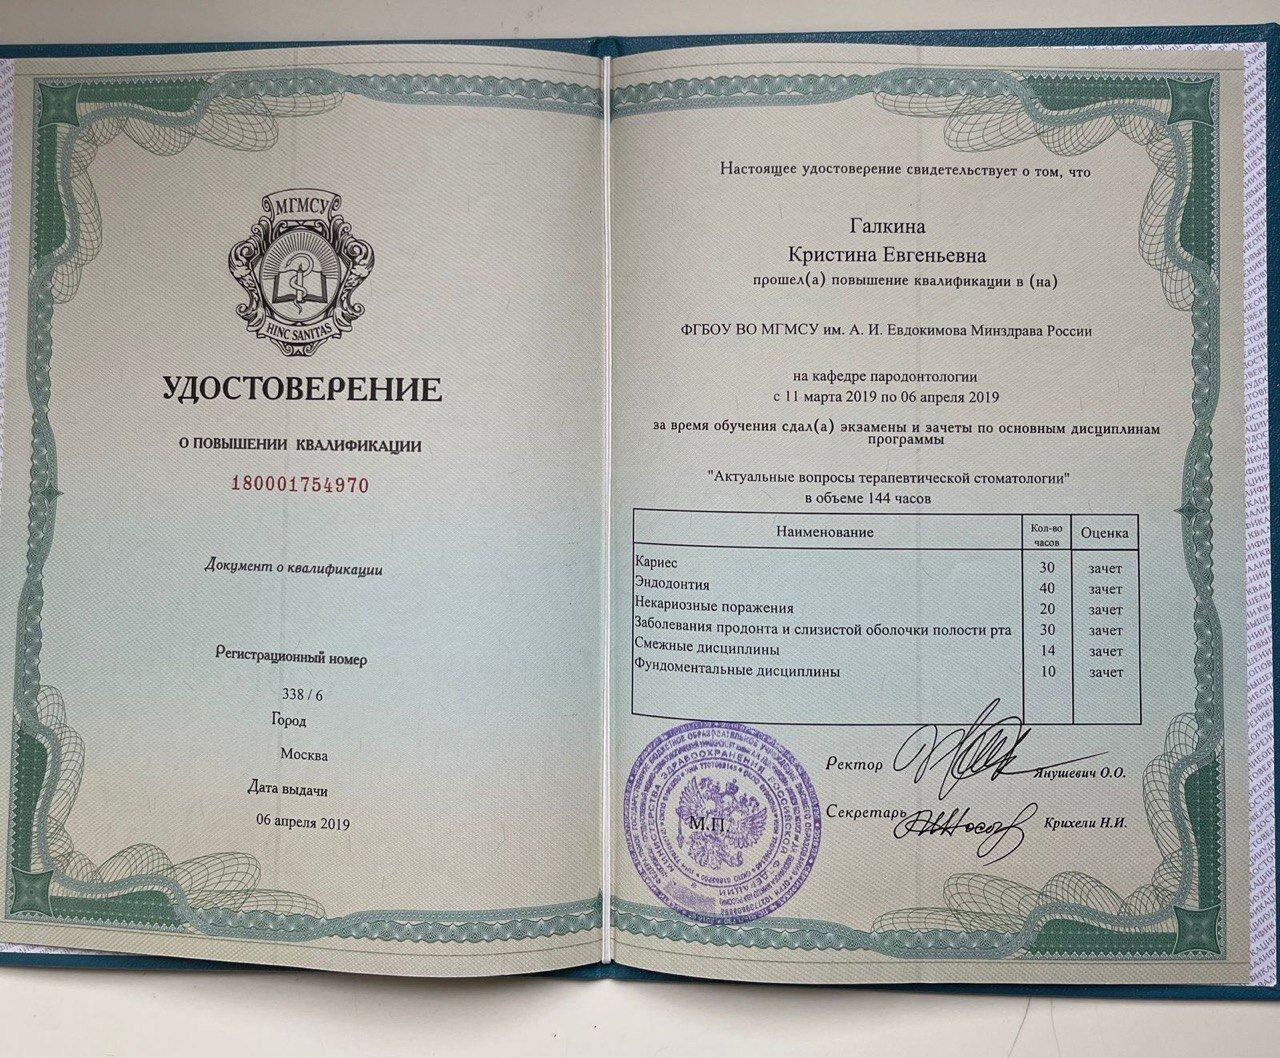 МГМСУ
HINC SANITAS
УДОСТОВЕРЕНИЕ
О ПОВЫШЕНИИ КВАЛИФИКАЦИИ
180001754970
Документ о квалификации
Регистрационный номер
338 / 6
Город
Москва
Дата выдачи
06 апреля 2019
Настоящее удостоверение свидетельствует о том, что
Галкина
Кристина Евгеньевна
прошел(а) повышение квалификации в (на)
ФГБОУ ВО МГМСУ им. А. И. Евдокимова Минздрава России
на кафедре пародонтологии
с 11 марта 2019 по 06 апреля 2019
за время обучения сдал(а) экзамены и зачеты по основным дисциплинам
программы
"Актуальные вопросы терапевтической стоматологии"
в объеме 144 часов
Наименование Кол-во часов Оценка
Кариес 30 зачет
Эндодонтия 40 зачет
Некариозные поражения 20 зачет
Заболевания продонта и слизистой оболочки полости рта 30 зачет
Смежные дисциплины 14 зачет
Фундоментальные дисциплины 10 зачет
Ректор Янушевич О.О.
Секретарь Крихели Н.И.
М.П.
ЗДРАВООХРАНЕНИЯ РОССИЙСКОЙ ФЕДЕРАЦИИ